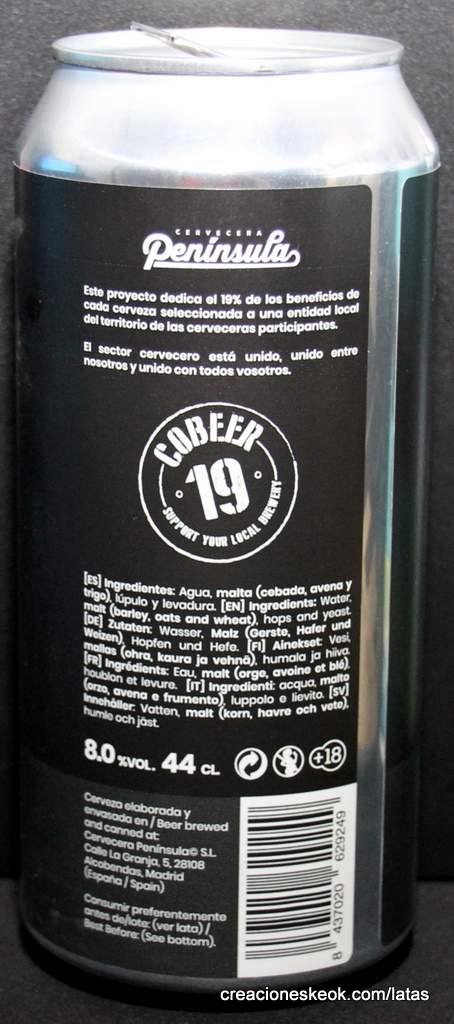 CERVECERA
Península
Este proyecto dedica el 19% de los beneficios de
cada cerveza seleccionada a una entidad local
del territorio de las cerveceras participantes.
El sector cervecero está unido, unido entre
nosotros y unido con todos vosotros.
COBEER
19
SUPPORT YOUR LOCAL BREWERY
[ES] Ingredientes: Agua, malta (cebada, avena y
trigo), lúpulo y levadura. [EN] Ingredients: Water,
malt (barley, oats and wheat), hops and yeast.
[DE] Zutaten: Wasser, Malz (Gerste, Hafer und
Weizen), Hopfen und Hefe. [FI] Ainekset: Vesi,
mallas (ohra, kaura ja vehnä), humala ja hiiva.
[FR] Ingrédients: Eau, malt (orge, avoine et blé),
houblon et levure. [IT] Ingredienti: acqua, malto
(orzo, avena e frumento), luppolo e lievito. [SV]
Innehåller: Vatten, malt (korn, havre och vete),
humle och jäst.
8.0 %VOL. 44 CL
+18
Cerveza elaborada y
envasada en / Beer brewed
and canned at:
Cervecera Península© S.L.
Calle La Granja, 5, 28108
Alcobendas, Madrid
(España / Spain)
Consumir preferentemente
antes de/lote: (ver lata) /
Best Before: (See bottom).
8 437020 629249
creacioneskeok.com/latas